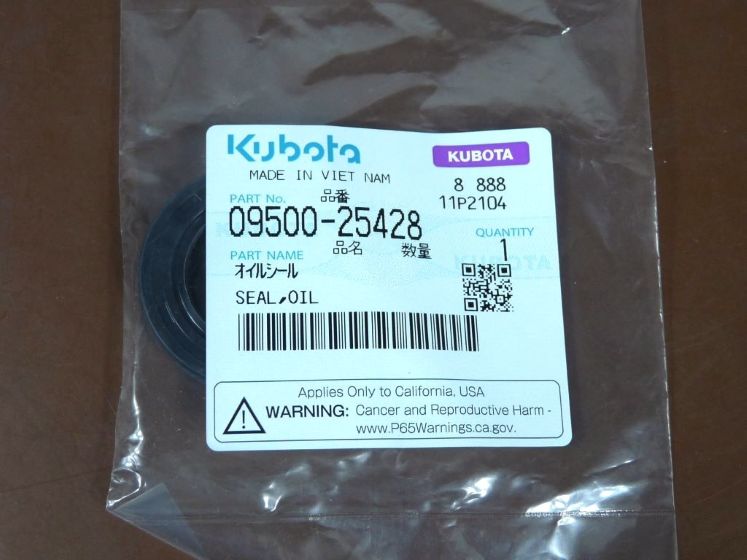 Kubota
KUBOTA
MADE IN VIET NAM
8 888
PART No.
品番
11P2104
09500-25428
品名
数量
QUANTITY
1
PART NAME
オイルシール
SEAL,OIL
Applies Only to California, USA
WARNING: Cancer and Reproductive Harm -
www.P65Warnings.ca.gov.